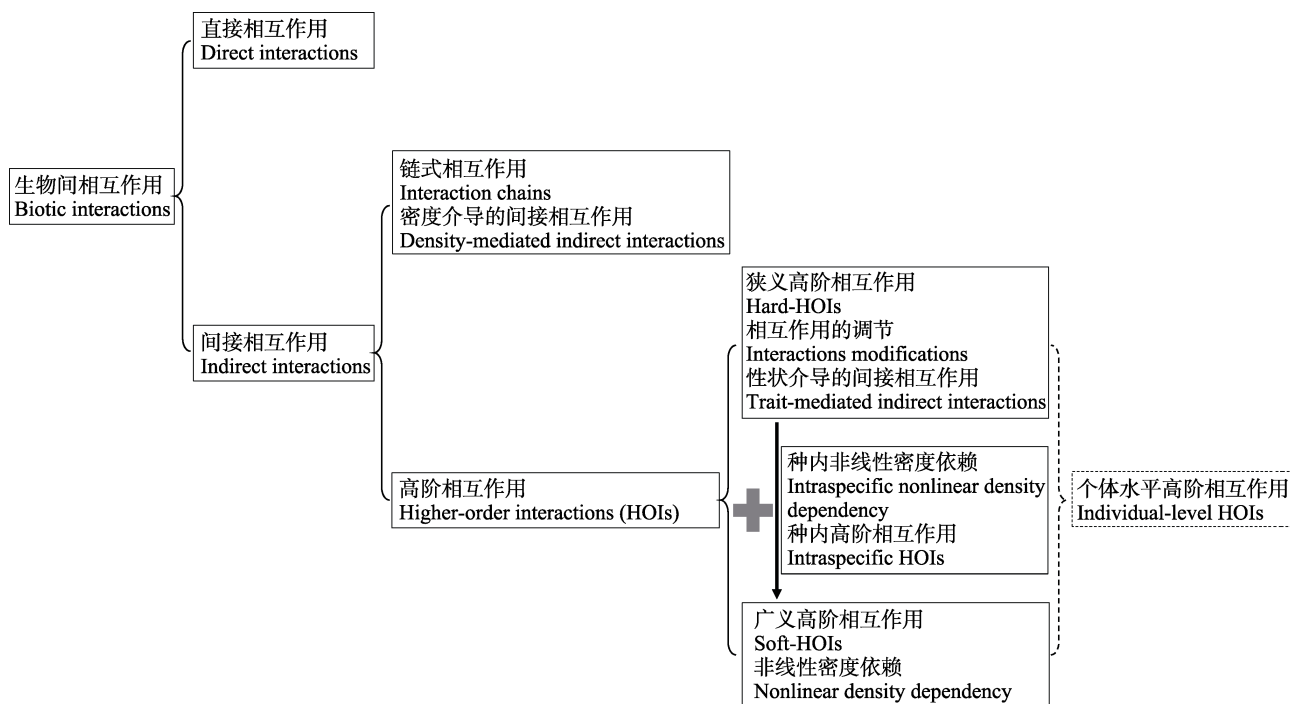 直接相互作用
Direct interactions
生物间相互作用
Biotic interactions
链式相互作用
Interaction chains
密度介导的间接相互作用
Density-mediated indirect interactions
间接相互作用
Indirect interactions
狭义高阶相互作用
Hard-HOIs
相互作用的调节
Interactions modifications
性状介导的间接相互作用
Trait-mediated indirect interactions
高阶相互作用
Higher-order interactions (HOIs)
种内非线性密度依赖
Intraspecific nonlinear density
dependency
种内高阶相互作用
Intraspecific HOIs
个体水平高阶相互作用
Individual-level HOIs
广义高阶相互作用
Soft-HOIs
非线性密度依赖
Nonlinear density dependency